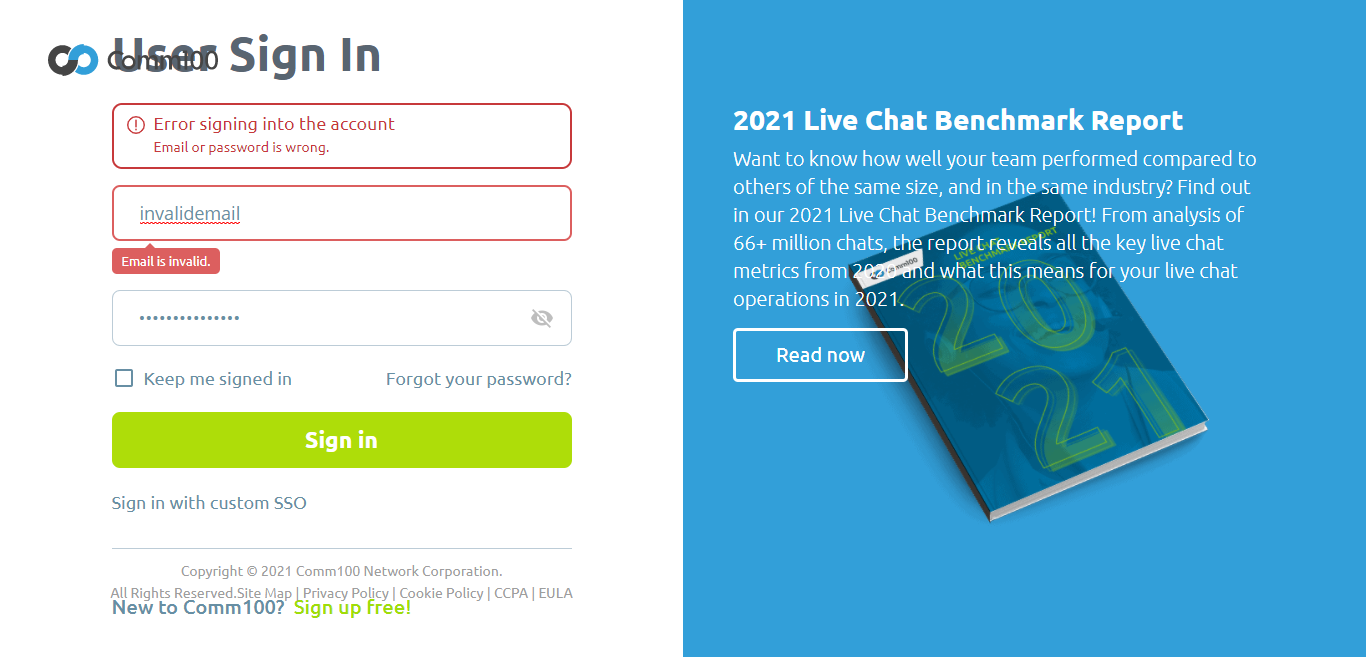 Comm100
User Sign In
Error signing into the account
Email or password is wrong.
invalidemail
Email is invalid.
•••••••••••••••
Keep me signed in
Forgot your password?
Sign in
Sign in with custom SSO
Copyright © 2021 Comm100 Network Corporation.
All Rights Reserved.Site Map | Privacy Policy | Cookie Policy | CCPA | EULA
New to Comm100? Sign up free!
2021 Live Chat Benchmark Report
Want to know how well your team performed compared to
others of the same size, and in the same industry? Find out
in our 2021 Live Chat Benchmark Report! From analysis of
66+ million chats, the report reveals all the key live chat
metrics from 2020 and what this means for your live chat
operations in 2021.
Read now
Comm100
LIVE CHAT
BENCHMARK REPORT
20
21